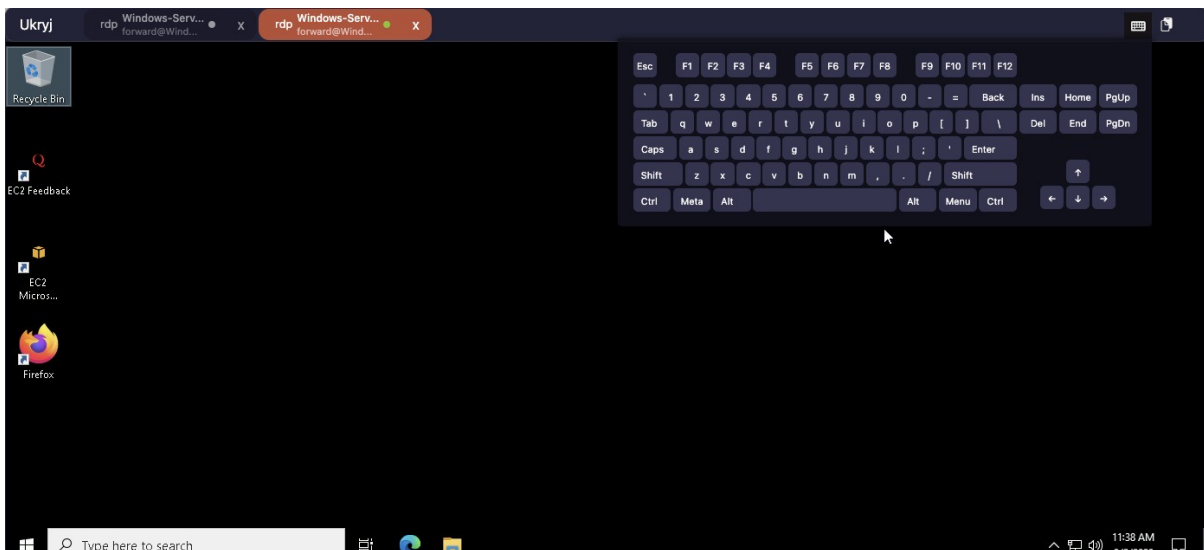 Ukryj
rdp Windows-Serv... x
forward@Wind...
rdp Windows-Serv... x
forward@Wind...
Recycle Bin
EC2 Feedback
EC2
Micros...
Firefox
Esc F1 F2 F3 F4 F5 F6 F7 F8 F9 F10 F11 F12
` 1 2 3 4 5 6 7 8 9 0 - = Back Ins Home PgUp
Tab q w e r t y u i o p [ ] \ Del End PgDn
Caps a s d f g h j k l ; ' Enter
Shift z x c v b n m , . / Shift ↑
Ctrl Meta Alt Alt Menu Ctrl ← ↓ →
Type here to search
11:38 AM